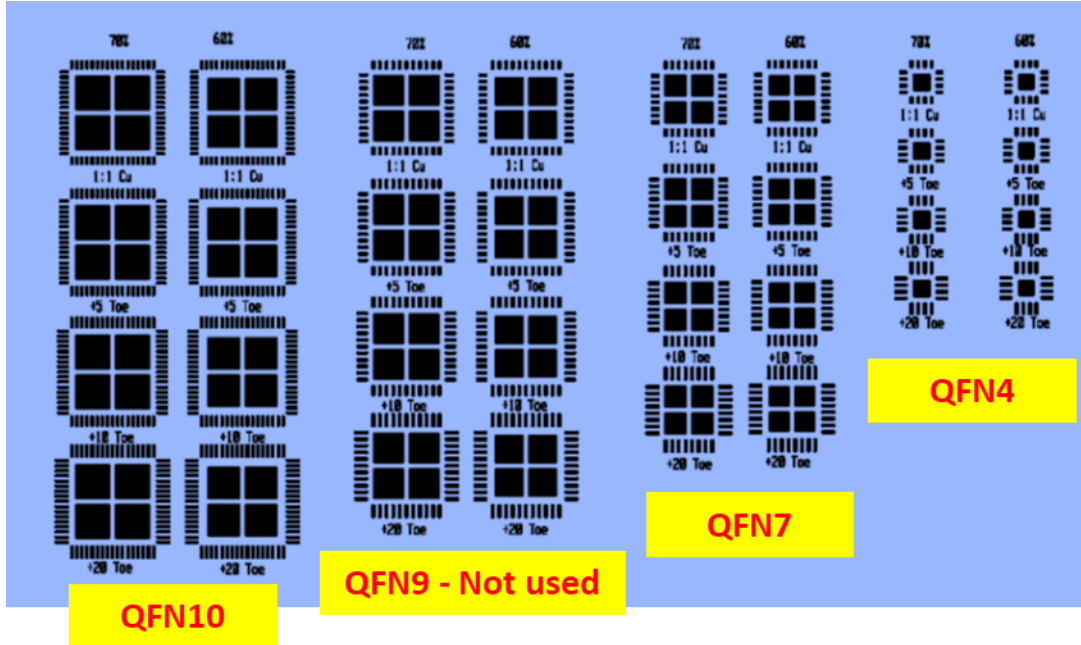 70% 60%
1:1 Cu 1:1 Cu
+5 Toe +5 Toe
+10 Toe +10 Toe
+20 Toe +20 Toe
QFN10
70% 60%
1:1 Cu 1:1 Cu
+5 Toe +5 Toe
+10 Toe +10 Toe
+20 Toe +20 Toe
QFN9 - Not used
70% 60%
1:1 Cu 1:1 Cu
+5 Toe +5 Toe
+10 Toe +10 Toe
+20 Toe +20 Toe
QFN7
70% 60%
1:1 Cu 1:1 Cu
+5 Toe +5 Toe
+10 Toe +10 Toe
+20 Toe +20 Toe
QFN4